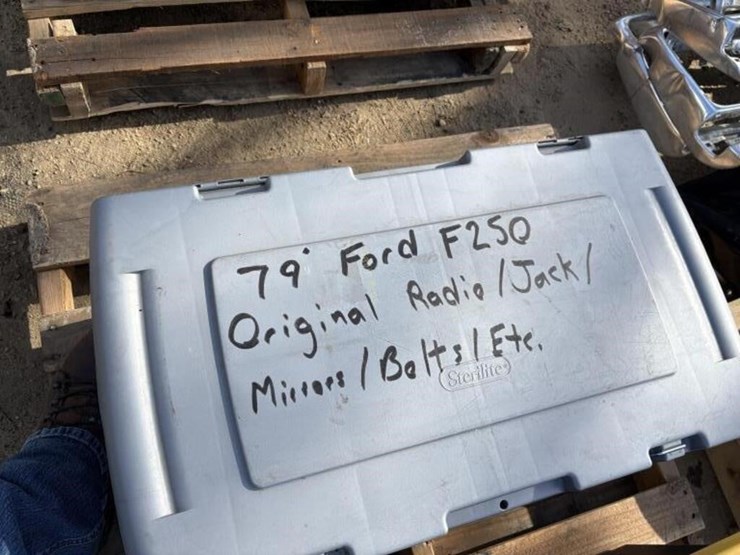 79' Ford F250
Original Radio/Jack/
Mirrors/Belts/Etc.
Sterilite